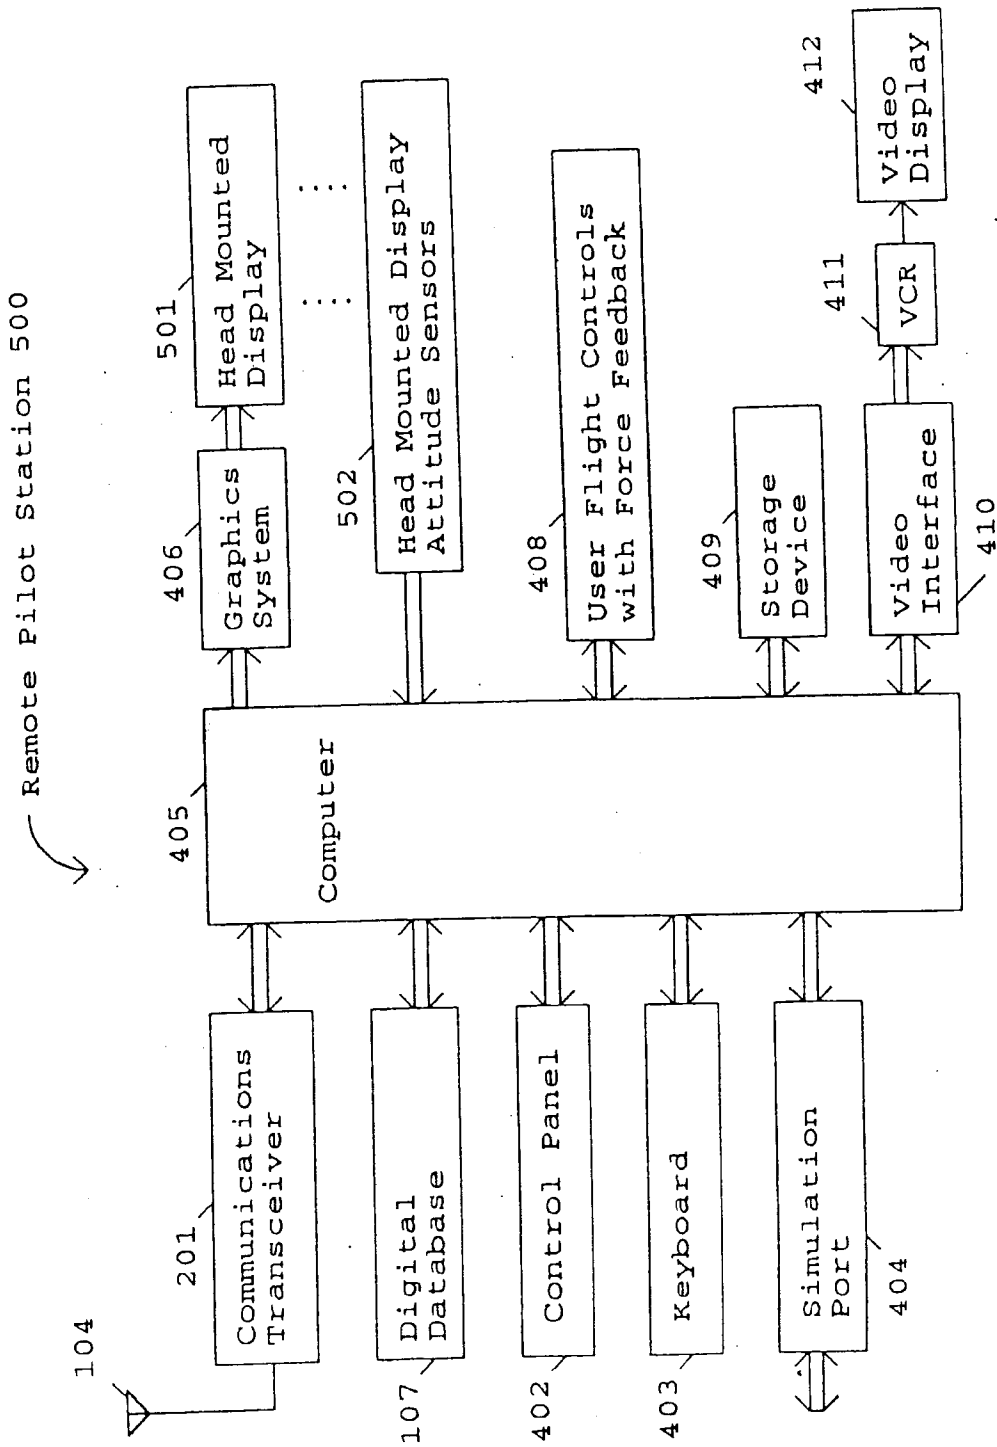 Remote Pilot Station 500
104
201
Communications
Transceiver
107
Digital
Database
402
Control Panel
403
Keyboard
Simulation
Port
404
405
Computer
406
Graphics
System
501
Head Mounted
Display
502
Head Mounted Display
Attitude Sensors
408
User Flight Controls
with Force Feedback
409
Storage
Device
Video
Interface
410
411
VCR
412
Video
Display